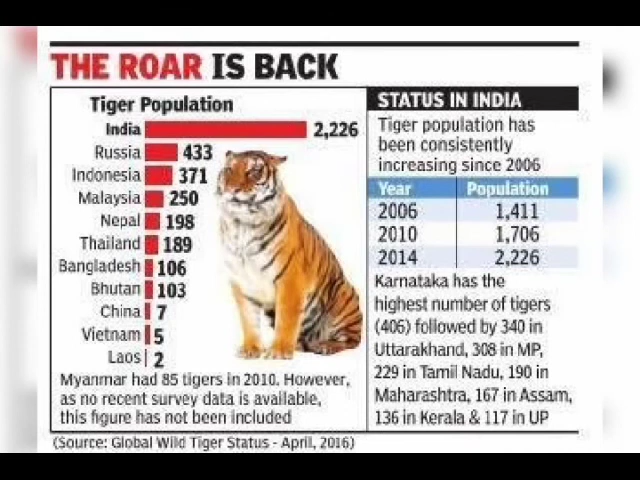 THE ROAR IS BACK
Tiger Population
India 2,226
Russia 433
Indonesia 371
Malaysia 250
Nepal 198
Thailand 189
Bangladesh 106
Bhutan 103
China 7
Vietnam 5
Laos 2
Myanmar had 85 tigers in 2010. However,
as no recent survey data is available,
this figure has not been included
(Source: Global Wild Tiger Status - April, 2016)
STATUS IN INDIA
Tiger population has
been consistently
increasing since 2006
Year Population
2006 1,411
2010 1,706
2014 2,226
Karnataka has the
highest number of tigers
(406) followed by 340 in
Uttarakhand, 308 in MP,
229 in Tamil Nadu, 190 in
Maharashtra, 167 in Assam,
136 in Kerala & 117 in UP